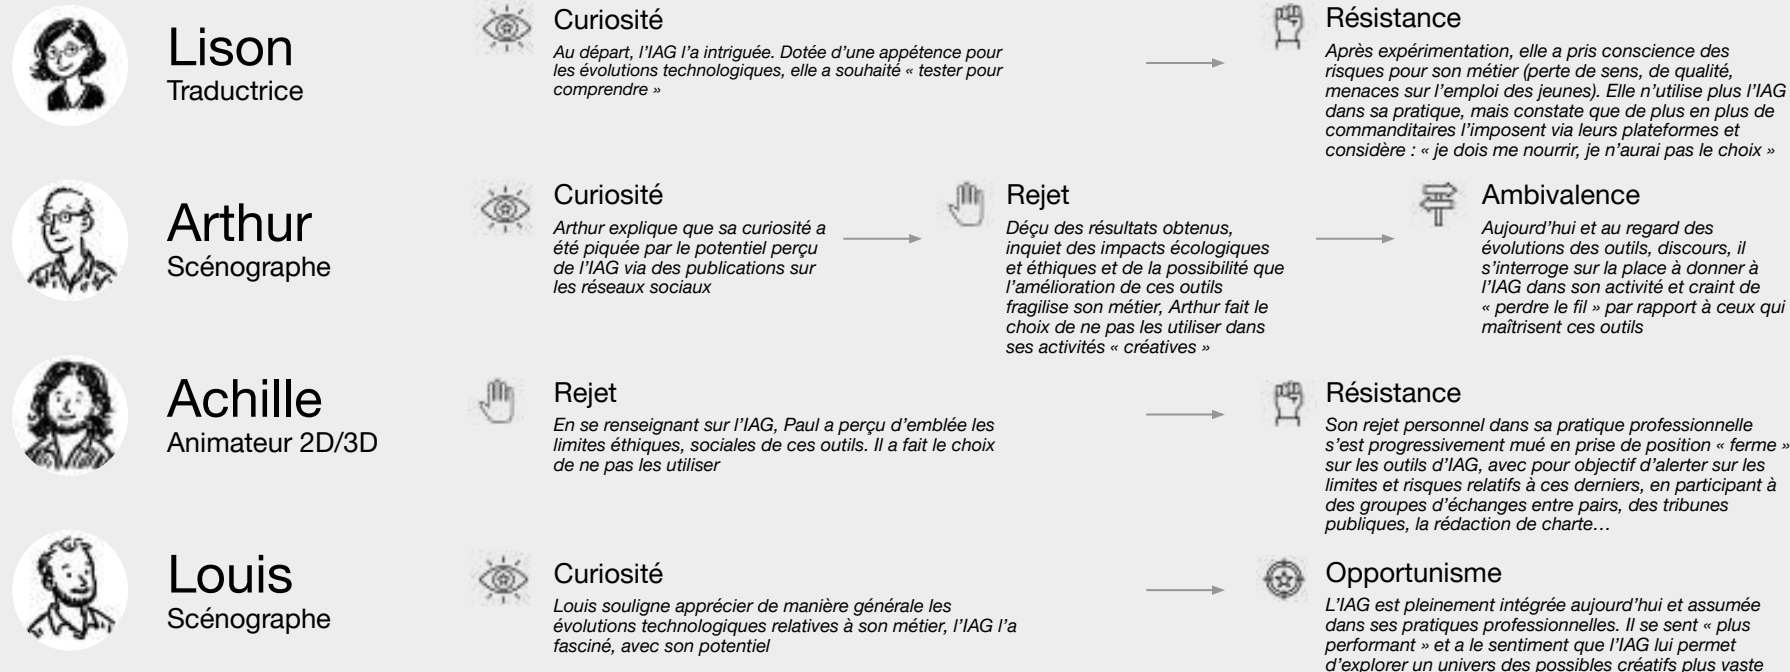 Lison
Traductrice
Curiosité
Au départ, l’IAG l’a intriguée. Dotée d’une appétence pour
les évolutions technologiques, elle a souhaité « tester pour
comprendre »
Résistance
Après expérimentation, elle a pris conscience des
risques pour son métier (perte de sens, de qualité,
menaces sur l’emploi des jeunes). Elle n’utilise plus l’IAG
dans sa pratique, mais constate que de plus en plus de
commanditaires l’imposent via leurs plateformes et
considère : « je dois me nourrir, je n’aurai pas le choix »
Arthur
Scénographe
Curiosité
Arthur explique que sa curiosité a
été piquée par le potentiel perçu
de l’IAG via des publications sur
les réseaux sociaux
Rejet
Déçu des résultats obtenus,
inquiet des impacts écologiques
et éthiques et de la possibilité que
l’amélioration de ces outils
fragilise son métier, Arthur fait le
choix de ne pas les utiliser dans
ses activités « créatives »
Ambivalence
Aujourd’hui et au regard des
évolutions des outils, discours, il
s’interroge sur la place à donner à
l’IAG dans son activité et craint de
« perdre le fil » par rapport à ceux qui
maîtrisent ces outils
Achille
Animateur 2D/3D
Rejet
En se renseignant sur l’IAG, Paul a perçu d’emblée les
limites éthiques, sociales de ces outils. Il a fait le choix
de ne pas les utiliser
Résistance
Son rejet personnel dans sa pratique professionnelle
s’est progressivement mué en prise de position « ferme »
sur les outils d’IAG, avec pour objectif d’alerter sur les
limites et risques relatifs à ces derniers, en participant à
des groupes d’échanges entre pairs, des tribunes
publiques, la rédaction de charte…
Louis
Scénographe
Curiosité
Louis souligne apprécier de manière générale les
évolutions technologiques relatives à son métier, l’IAG l’a
fasciné, avec son potentiel
Opportunisme
L’IAG est pleinement intégrée aujourd’hui et assumée
dans ses pratiques professionnelles. Il se sent « plus
performant » et a le sentiment que l’IAG lui permet
d’explorer un univers des possibles créatifs plus vaste